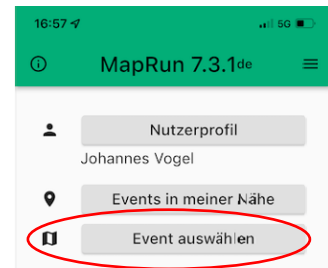 16:57 5G
MapRun 7.3.1de
Nutzerprofil
Johannes Vogel
Events in meiner Nähe
Event auswählen